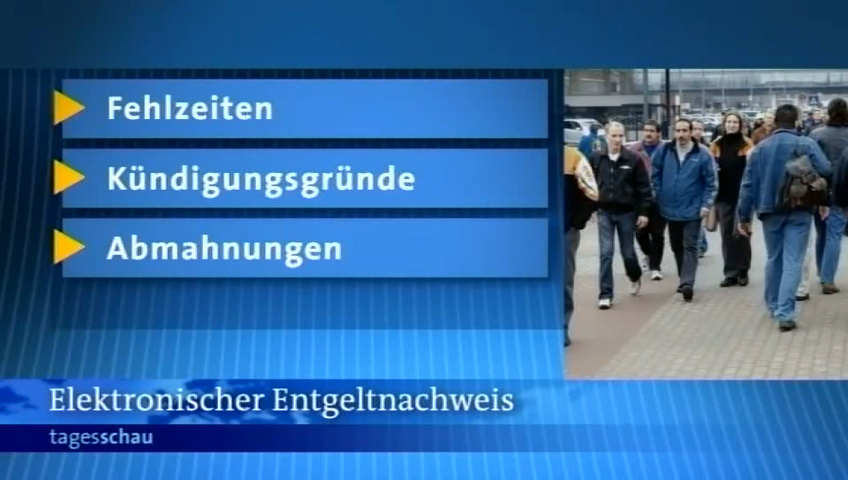 Fehlzeiten
Kündigungsgründe
Abmahnungen
Elektronischer Entgeltnachweis
tagesschau